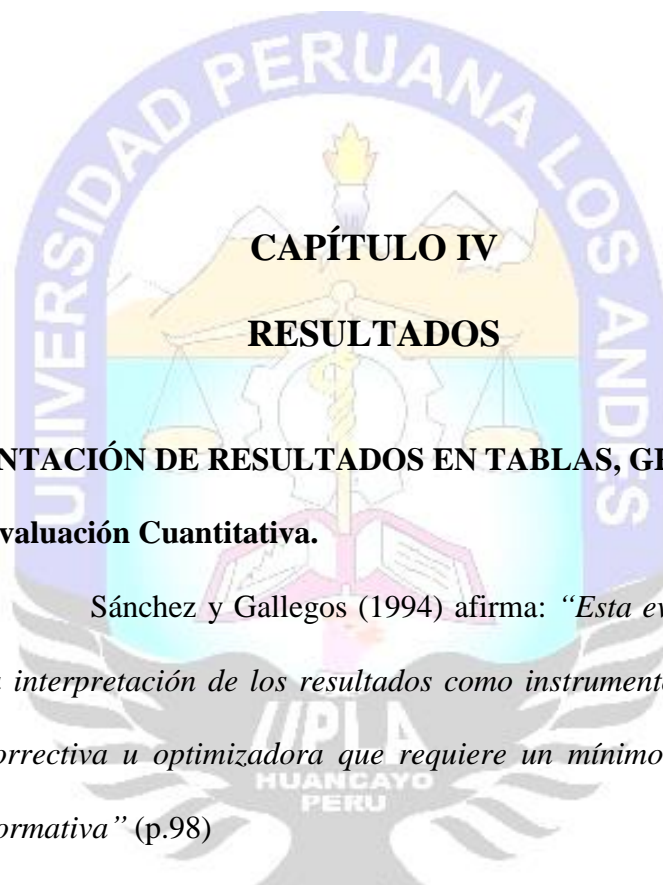 UNIVERSIDAD PERUANA LOS ANDES
CAPÍTULO IV
RESULTADOS
NTACIÓN DE RESULTADOS EN TABLAS, GR
valuación Cuantitativa.
Sánchez y Gallegos (1994) afirma: “Esta ev
interpretación de los resultados como instrument
orrectiva u optimizadora que requiere un mínimo
ormativa” (p.98)
UPLA
HUANCAYO
PERU